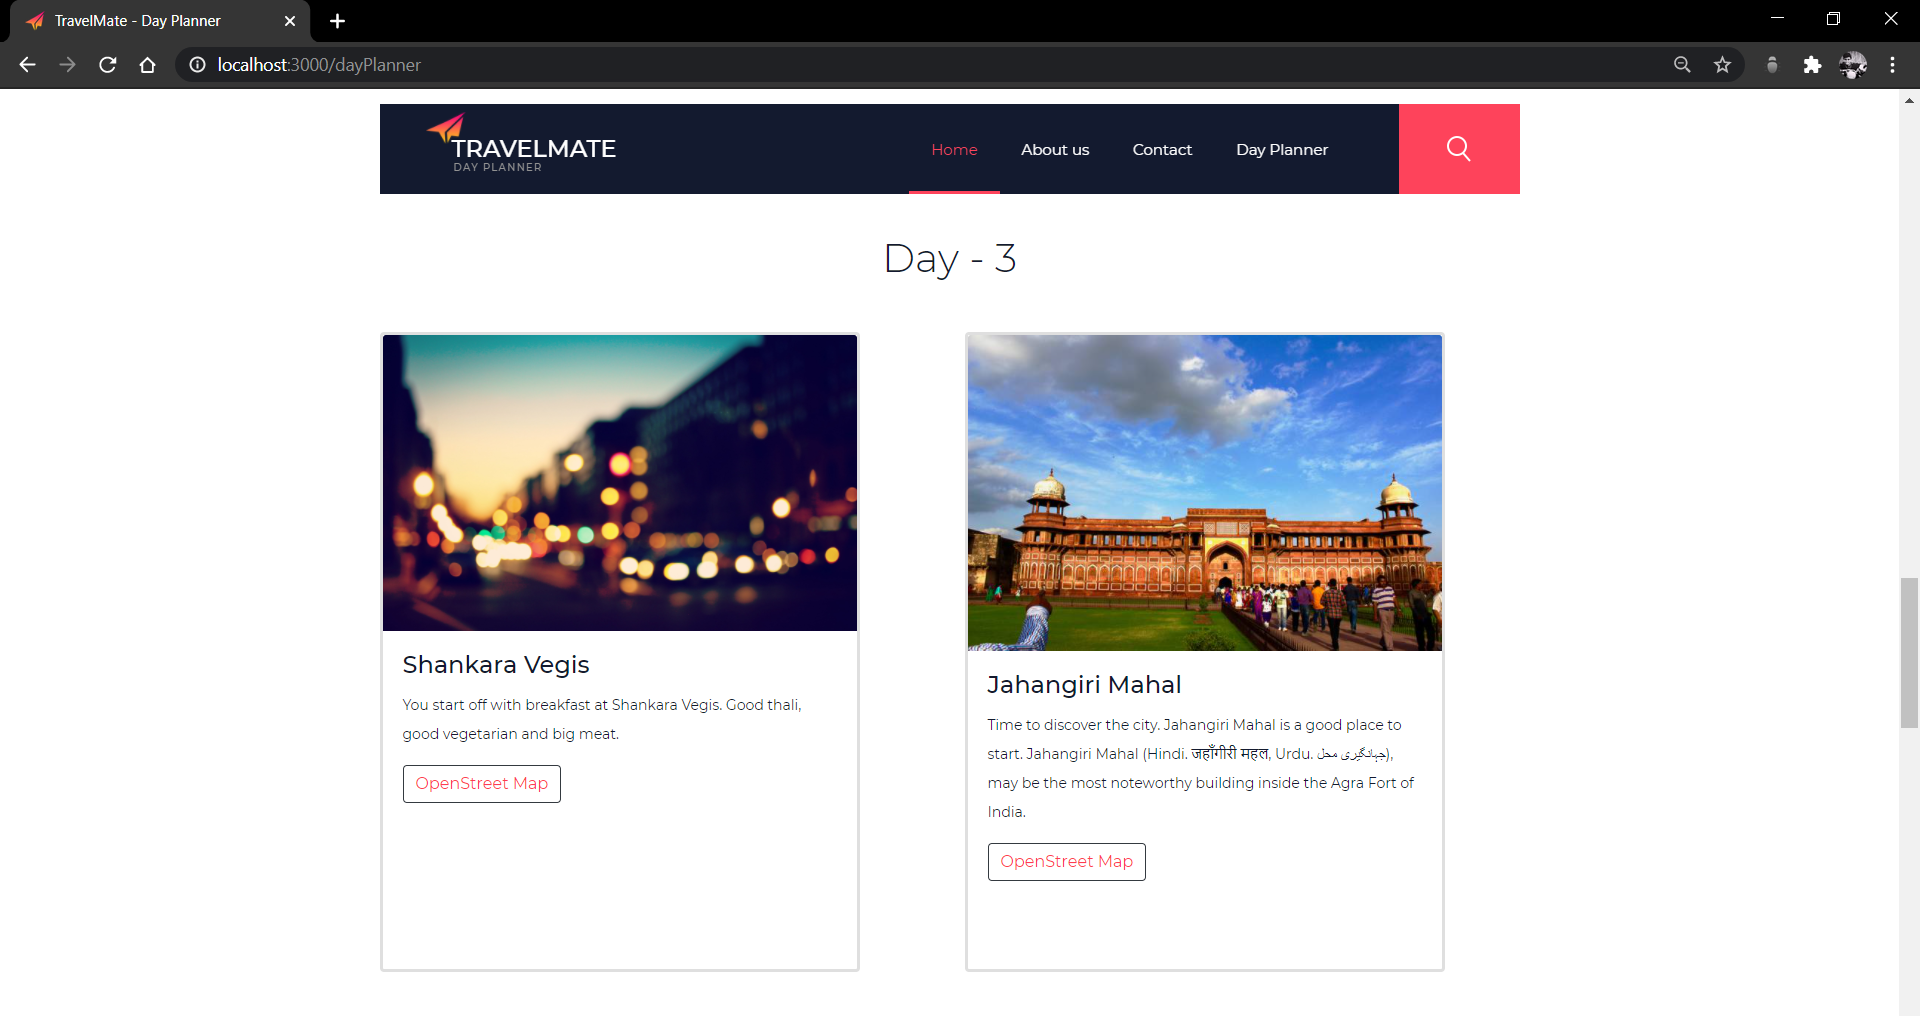 TravelMate - Day Planner
localhost:3000/dayPlanner
TRAVELMATE
DAY PLANNER
Home
About us
Contact
Day Planner
Day - 3
Shankara Vegis
You start off with breakfast at Shankara Vegis. Good thali,
good vegetarian and big meat.
OpenStreet Map
Jahangiri Mahal
Time to discover the city. Jahangiri Mahal is a good place to
start. Jahangiri Mahal (Hindi. जहाँगीरी महल, Urdu. جہانگیری محل),
may be the most noteworthy building inside the Agra Fort of
India.
OpenStreet Map